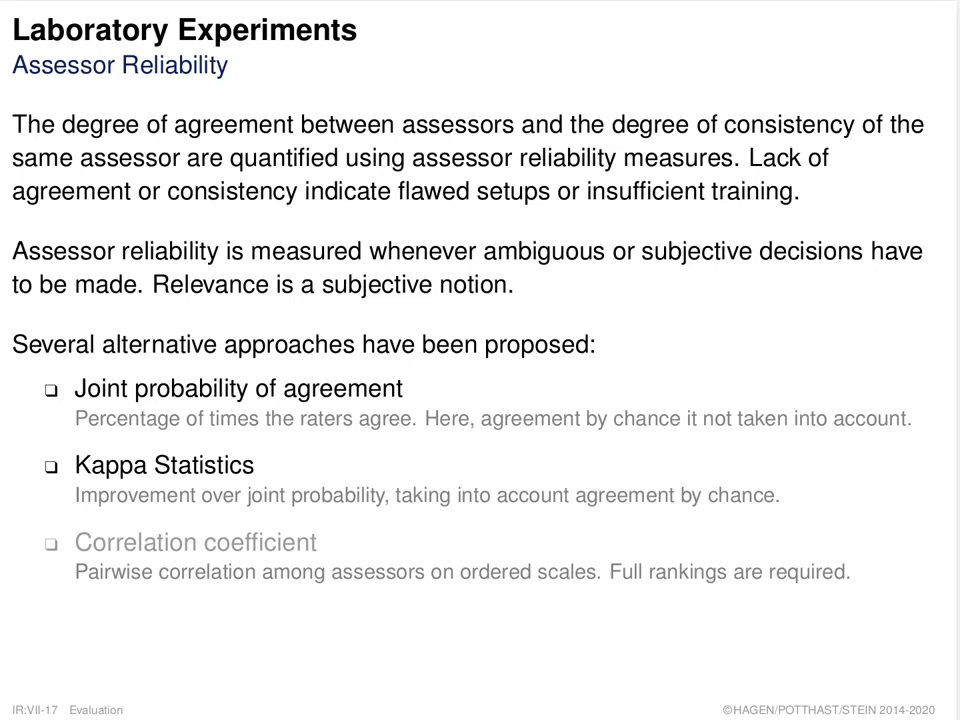 Laboratory Experiments
Assessor Reliability
The degree of agreement between assessors and the degree of consistency of the
same assessor are quantified using assessor reliability measures. Lack of
agreement or consistency indicate flawed setups or insufficient training.
Assessor reliability is measured whenever ambiguous or subjective decisions have
to be made. Relevance is a subjective notion.
Several alternative approaches have been proposed:
❑ Joint probability of agreement
Percentage of times the raters agree. Here, agreement by chance it not taken into account.
❑ Kappa Statistics
Improvement over joint probability, taking into account agreement by chance.
❑ Correlation coefficient
Pairwise correlation among assessors on ordered scales. Full rankings are required.
IR:VII-17 Evaluation ©HAGEN/POTTHAST/STEIN 2014-2020